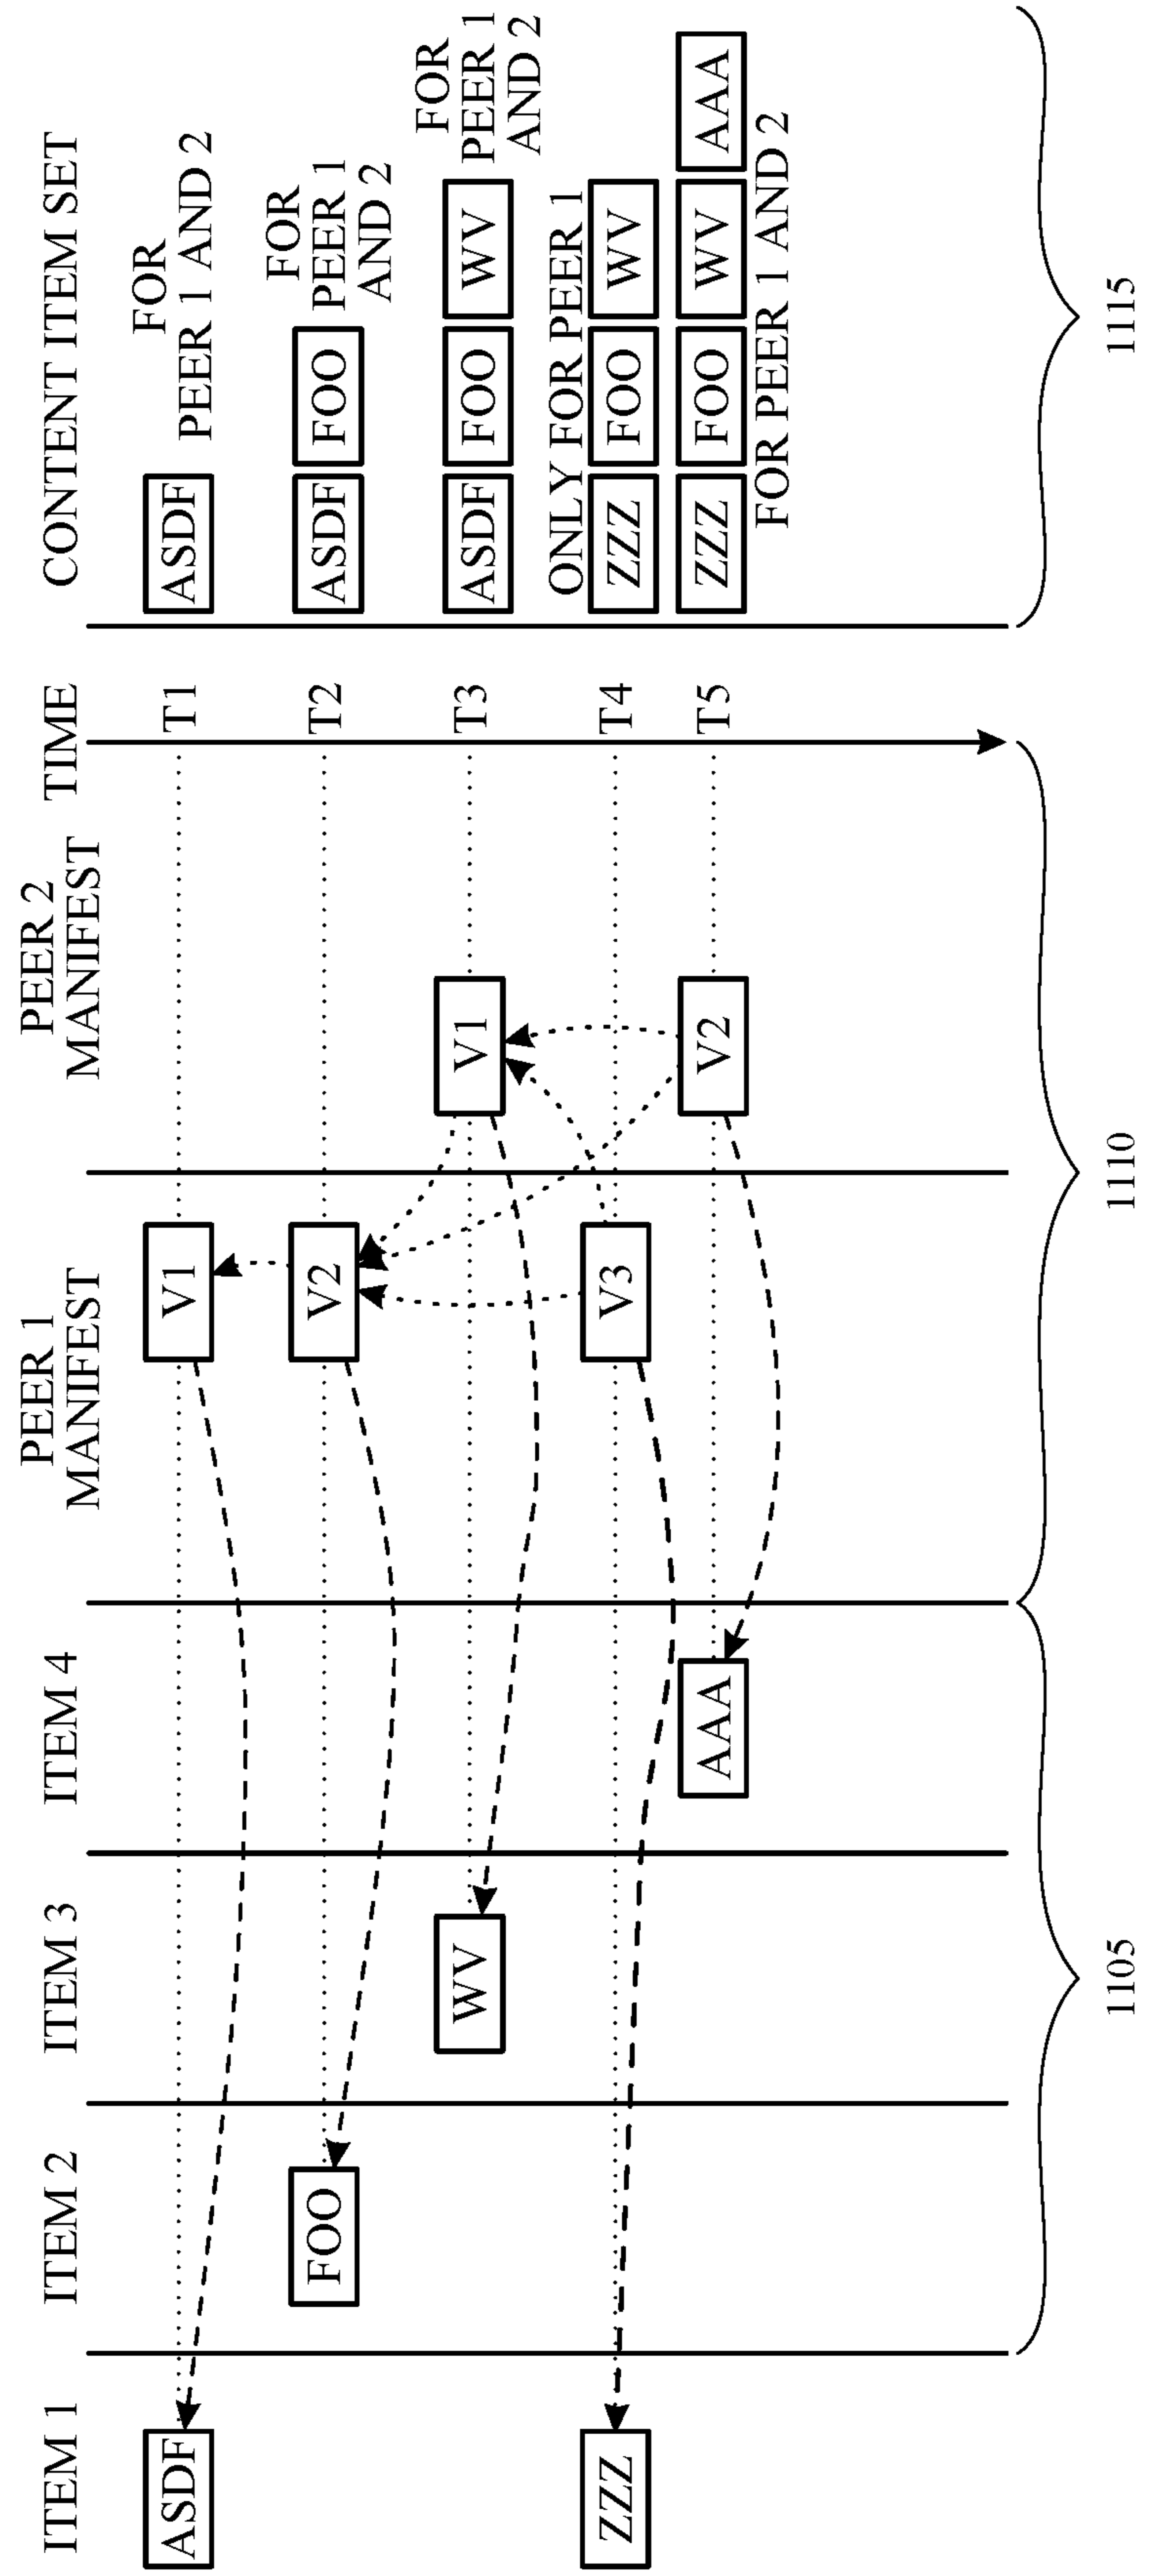 ITEM 1
ITEM 2
ITEM 3
ITEM 4
PEER 1
MANIFEST
PEER 2
MANIFEST
TIME
CONTENT ITEM SET
ASDF
V1
T1
ASDF
FOR
PEER 1 AND 2
FOO
V2
T2
ASDF
FOO
FOR
PEER 1
AND 2
WV
V1
T3
ASDF
FOO
WV
FOR
PEER 1
AND 2
ONLY FOR PEER 1
ZZZ
V3
T4
ZZZ
FOO
WV
AAA
V2
T5
ZZZ
FOO
WV
AAA
FOR PEER 1 AND 2
1105
1110
1115